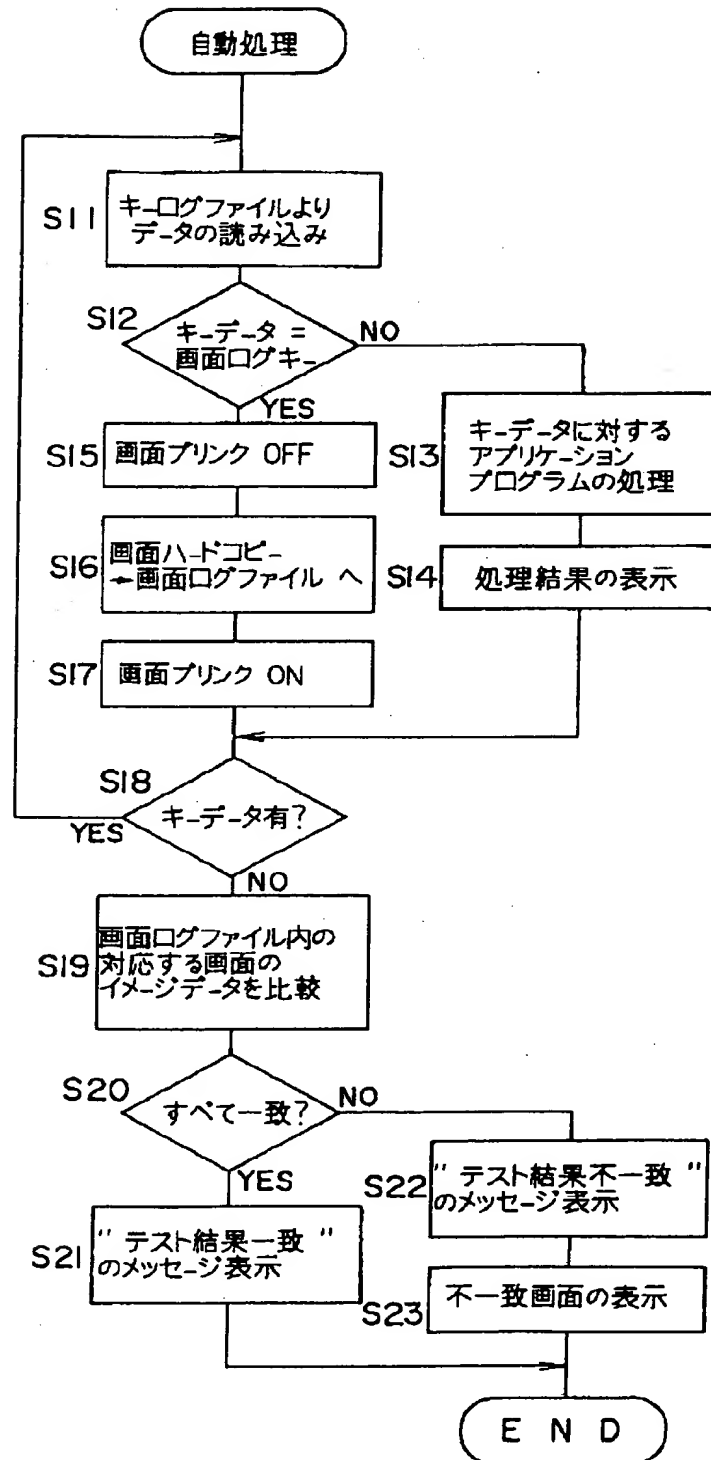 自動処理
S11
キーログファイルより
データの読み込み
S12
キーデータ =
画面ログキー
NO
YES
S15
画面ブリンク OFF
S13
キーデータに対する
アプリケーション
プログラムの処理
S16
画面ハードコピー
←画面ログファイル へ
S14
処理結果の表示
S17
画面ブリンク ON
S18
キーデータ有?
YES
NO
S19
画面ログファイル内の
対応する画面の
イメージデータを比較
S20
すべて一致?
NO
YES
S22
" テスト結果不一致 "
のメッセージ表示
S21
" テスト結果一致 "
のメッセージ表示
S23
不一致画面の表示
E N D